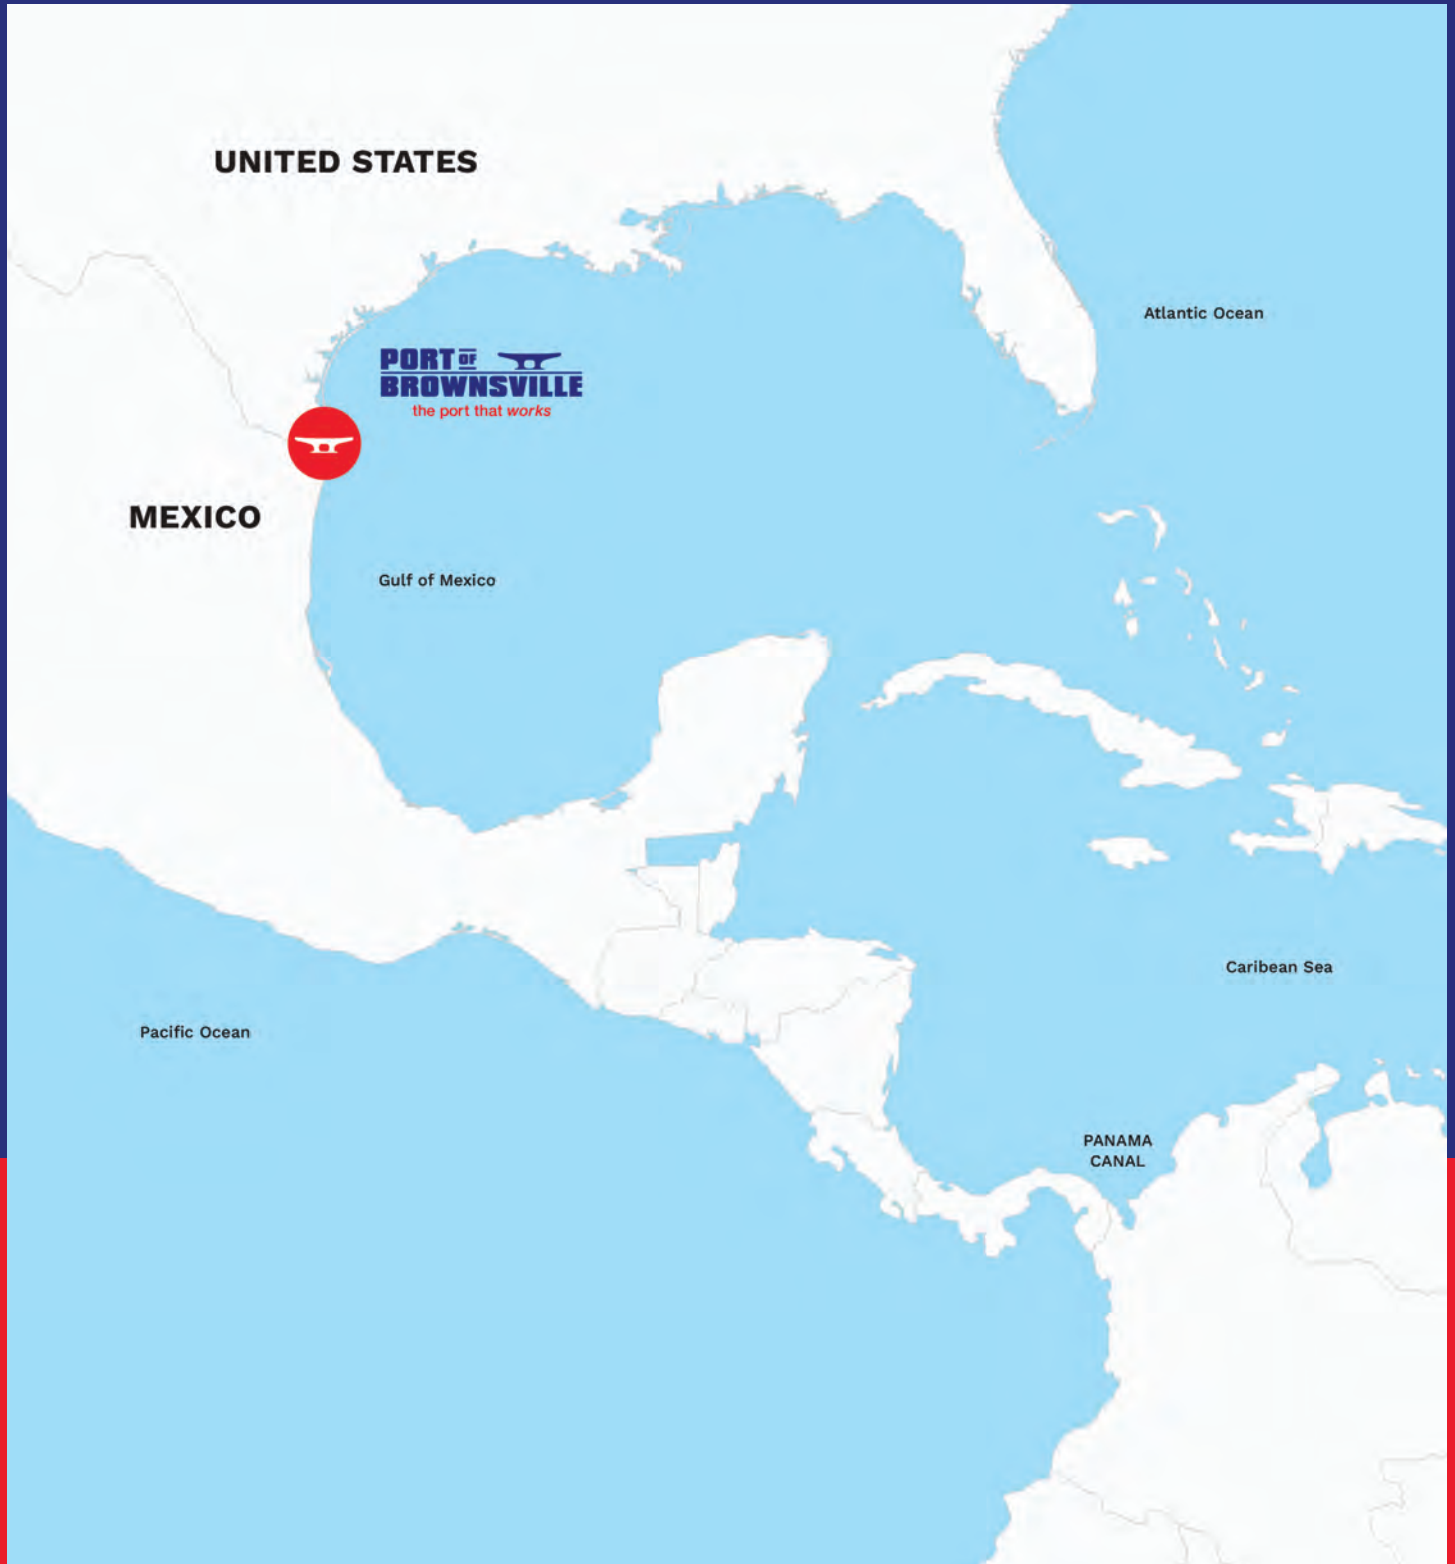 UNITED STATES
Atlantic Ocean
PORT OF
BROWNSVILLE
the port that works
MEXICO
Gulf of Mexico
Caribean Sea
Pacific Ocean
PANAMA
CANAL